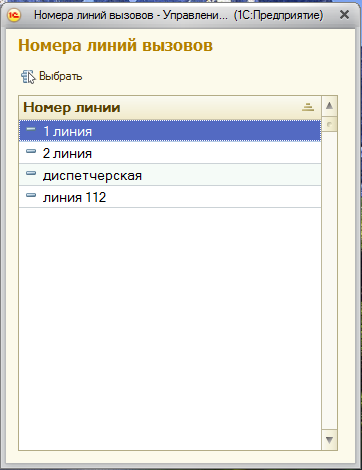 1С Номера линий вызовов - Управлени... (1С:Предприятие)
Номера линий вызовов
Выбрать
Номер линии
1 линия
2 линия
диспетчерская
линия 112